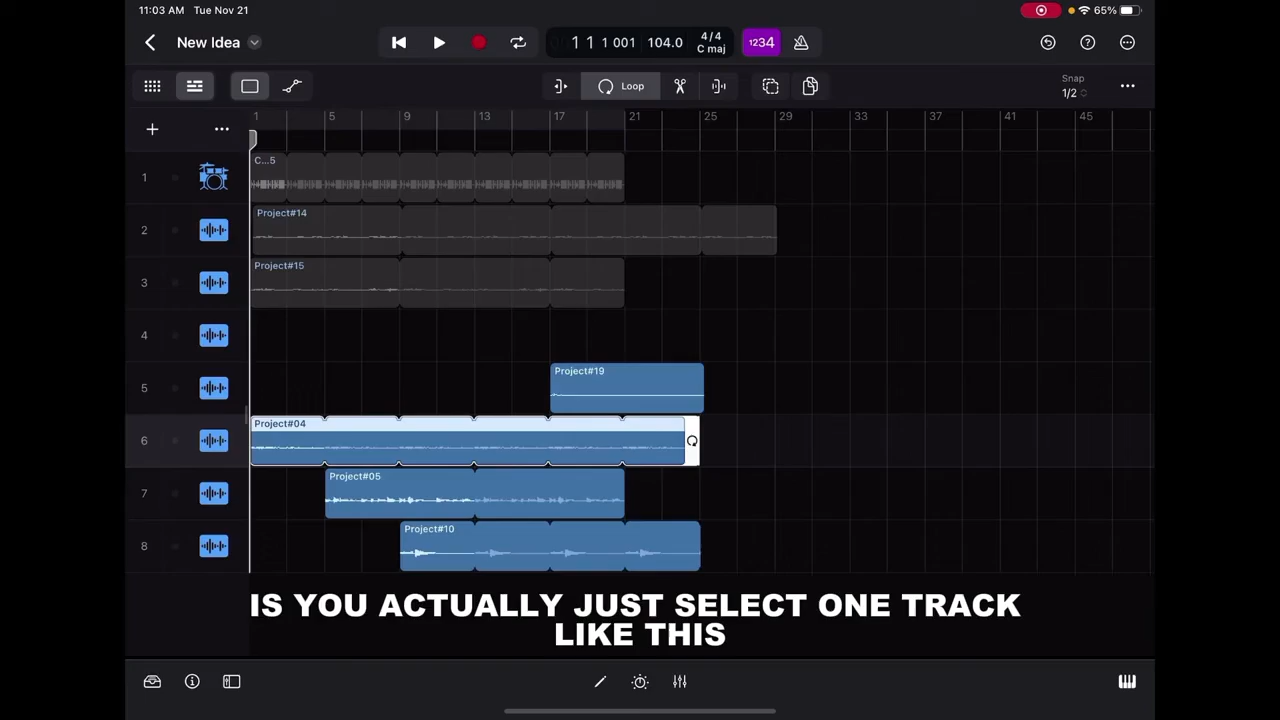 11:03 AM Tue Nov 21
65%
New Idea
1 1 1 001 104.0 4/4 C maj
1234
Loop
Snap
1/2
1 5 9 13 17 21 25 29 33 37 41 45
1
C...5
2
Project#14
3
Project#15
4
5
Project#19
6
Project#04
7
Project#05
8
Project#10
IS YOU ACTUALLY JUST SELECT ONE TRACK
LIKE THIS